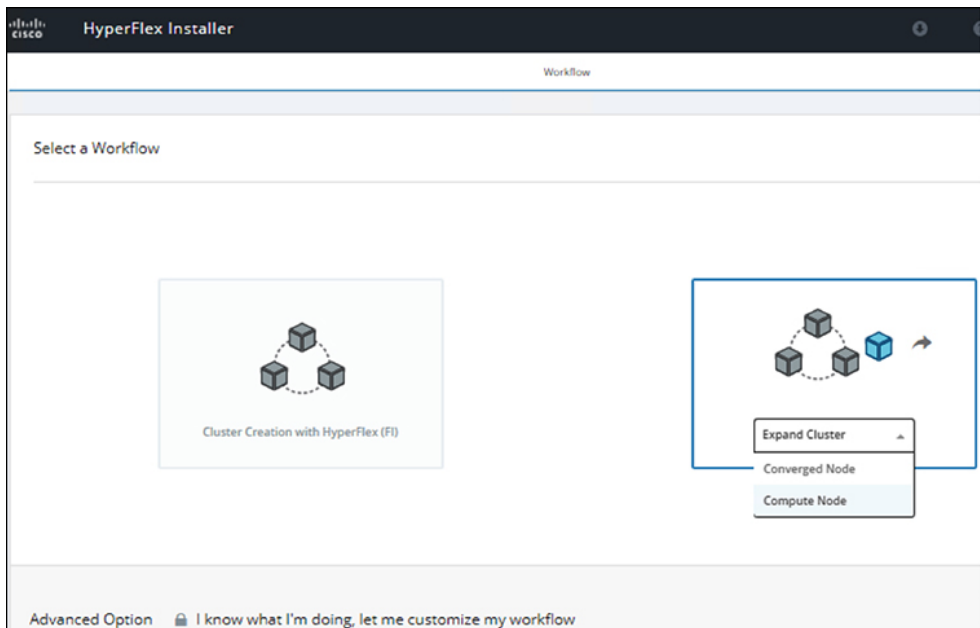 CISCO
HyperFlex Installer
Workflow
Select a Workflow
Cluster Creation with HyperFlex (FI)
Expand Cluster
Converged Node
Compute Node
Advanced Option I know what I'm doing, let me customize my workflow